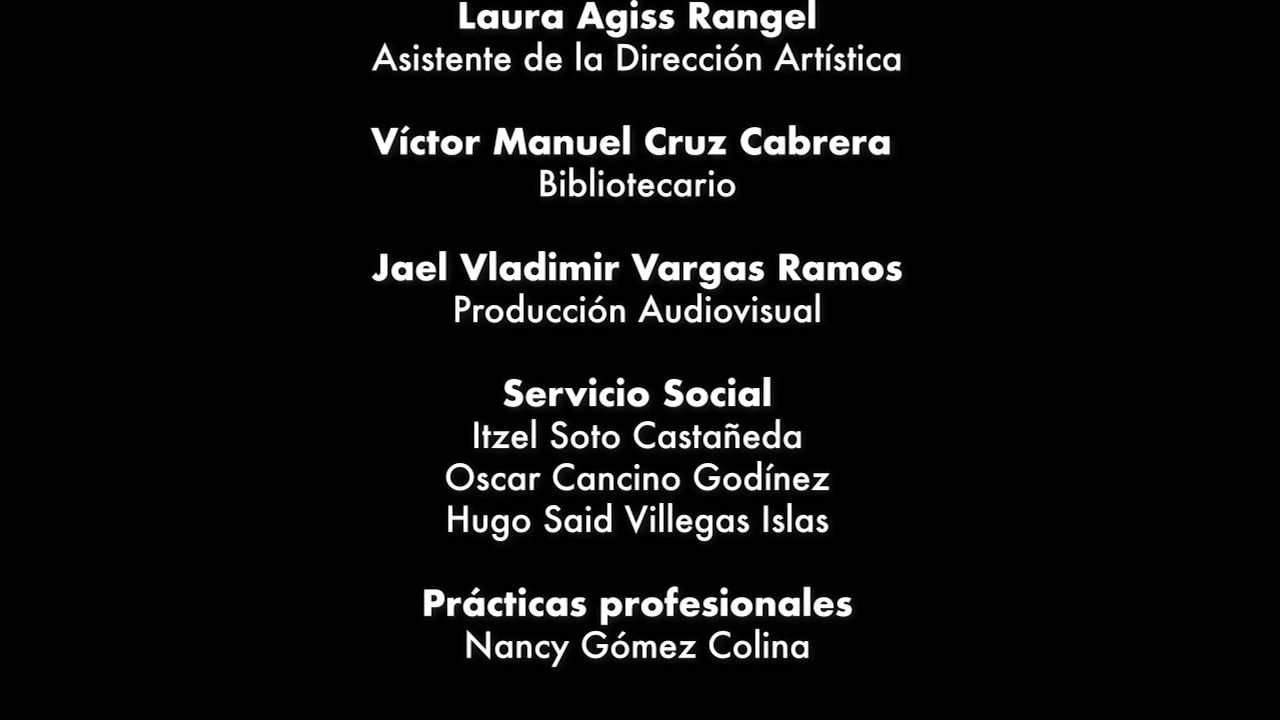 Laura Agiss Rangel
Asistente de la Dirección Artística
Víctor Manuel Cruz Cabrera
Bibliotecario
Jael Vladimir Vargas Ramos
Producción Audiovisual
Servicio Social
Itzel Soto Castañeda
Oscar Cancino Godínez
Hugo Said Villegas Islas
Prácticas profesionales
Nancy Gómez Colina